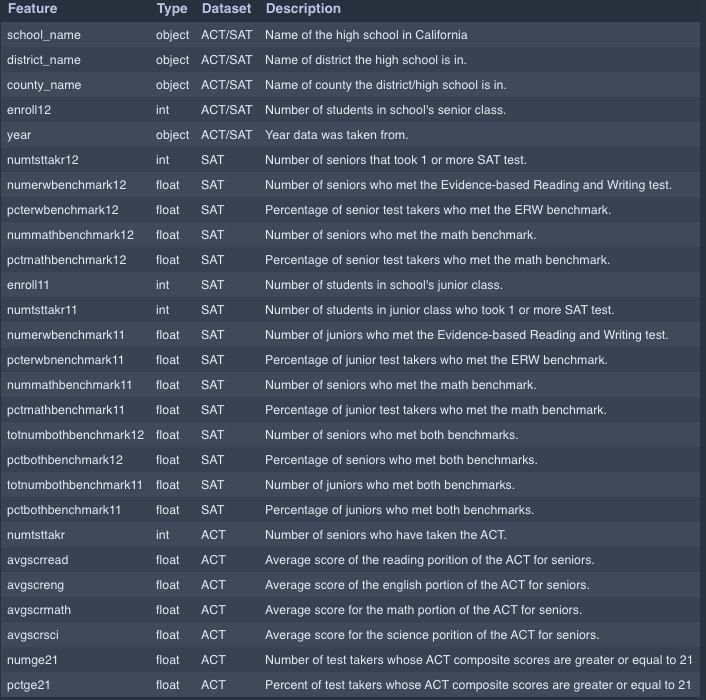 Feature Type Dataset Description
school_name object ACT/SAT Name of the high school in California
district_name object ACT/SAT Name of district the high school is in.
county_name object ACT/SAT Name of county the district/high school is in.
enroll12 int ACT/SAT Number of students in school's senior class.
year object ACT/SAT Year data was taken from.
numtsttakr12 int SAT Number of seniors that took 1 or more SAT test.
numerwbenchmark12 float SAT Number of seniors who met the Evidence-based Reading and Writing test.
pcterwbenchmark12 float SAT Percentage of senior test takers who met the ERW benchmark.
nummathbenchmark12 float SAT Number of seniors who met the math benchmark.
pctmathbenchmark12 float SAT Percentage of senior test takers who met the math benchmark.
enroll11 int SAT Number of students in school's junior class.
numtsttakr11 int SAT Number of students in junior class who took 1 or more SAT test.
numerwbenchmark11 float SAT Number of juniors who met the Evidence-based Reading and Writing test.
pcterwbnenchmark11 float SAT Percentage of junior test takers who met the ERW benchmark.
nummathbenchmark11 float SAT Number of seniors who met the math benchmark.
pctmathbenchmark11 float SAT Percentage of junior test takers who met the math benchmark.
totnumbothbenchmark12 float SAT Number of seniors who met both benchmarks.
pctbothbenchmark12 float SAT Percentage of seniors who met both benchmarks.
totnumbothbenchmark11 float SAT Number of juniors who met both benchmarks.
pctbothbenchmark11 float SAT Percentage of juniors who met both benchmarks.
numtsttakr int ACT Number of seniors who have taken the ACT.
avgscrread float ACT Average score of the reading porition of the ACT for seniors.
avgscreng float ACT Average score of the english portion of the ACT for seniors.
avgscrmath float ACT Average score for the math portion of the ACT for seniors.
avgscrsci float ACT Average score for the science porition of the ACT for seniors.
numge21 float ACT Number of test takers whose ACT composite scores are greater or equal to 21
pctge21 float ACT Percent of test takers whose ACT composite scores are greater or equal to 21